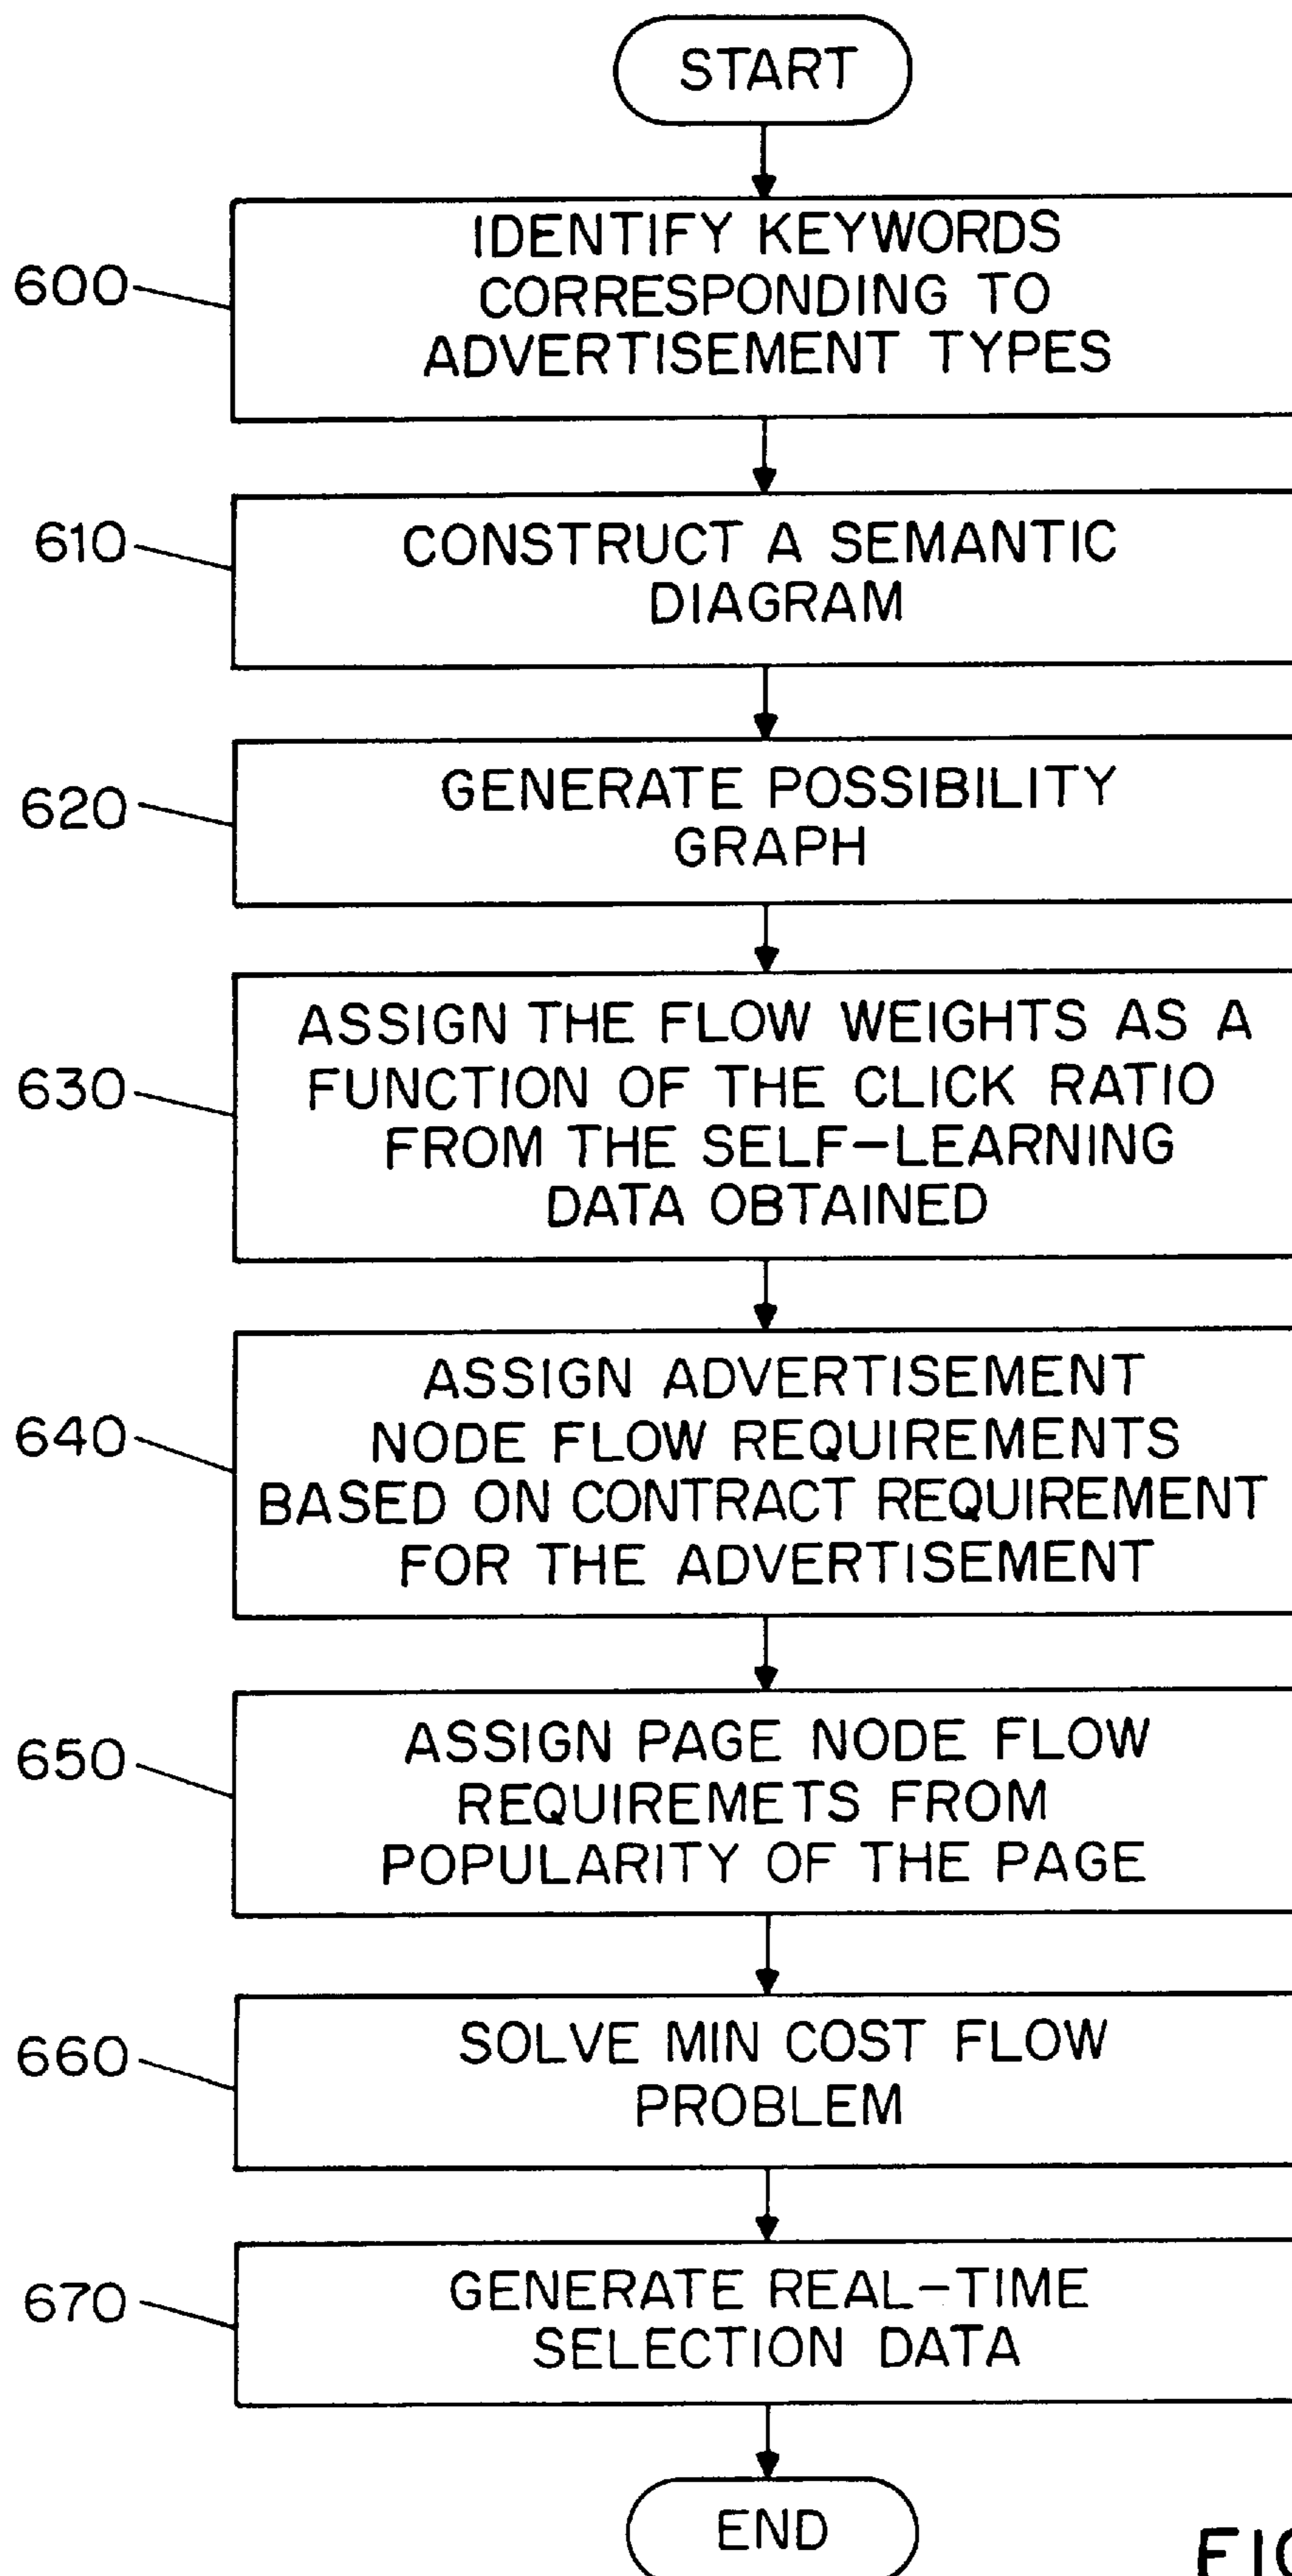 START
600
IDENTIFY KEYWORDS
CORRESPONDING TO
ADVERTISEMENT TYPES
610
CONSTRUCT A SEMANTIC
DIAGRAM
620
GENERATE POSSIBILITY
GRAPH
630
ASSIGN THE FLOW WEIGHTS AS A
FUNCTION OF THE CLICK RATIO
FROM THE SELF-LEARNING
DATA OBTAINED
640
ASSIGN ADVERTISEMENT
NODE FLOW REQUIREMENTS
BASED ON CONTRACT REQUIREMENT
FOR THE ADVERTISEMENT
650
ASSIGN PAGE NODE FLOW
REQUIREMETS FROM
POPULARITY OF THE PAGE
660
SOLVE MIN COST FLOW
PROBLEM
670
GENERATE REAL-TIME
SELECTION DATA
END